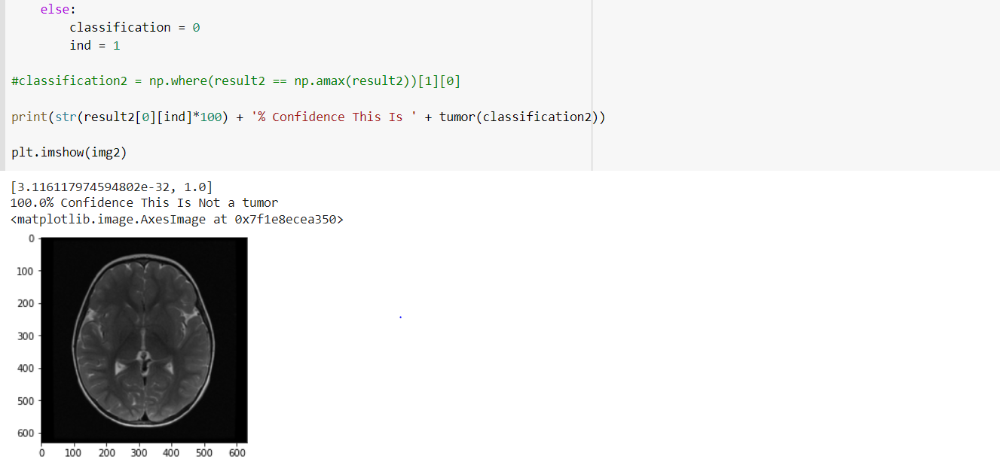 else:
classification = 0
ind = 1
#classification2 = np.where(result2 == np.amax(result2))[1][0]
print(str(result2[0][ind]*100) + '% Confidence This Is ' + tumor(classification2))
plt.imshow(img2)
[3.116117974594802e-32, 1.0]
100.0% Confidence This Is Not a tumor
<matplotlib.image.AxesImage at 0x7f1e8ecea350>
0
100
200
300
400
500
600
0 100 200 300 400 500 600